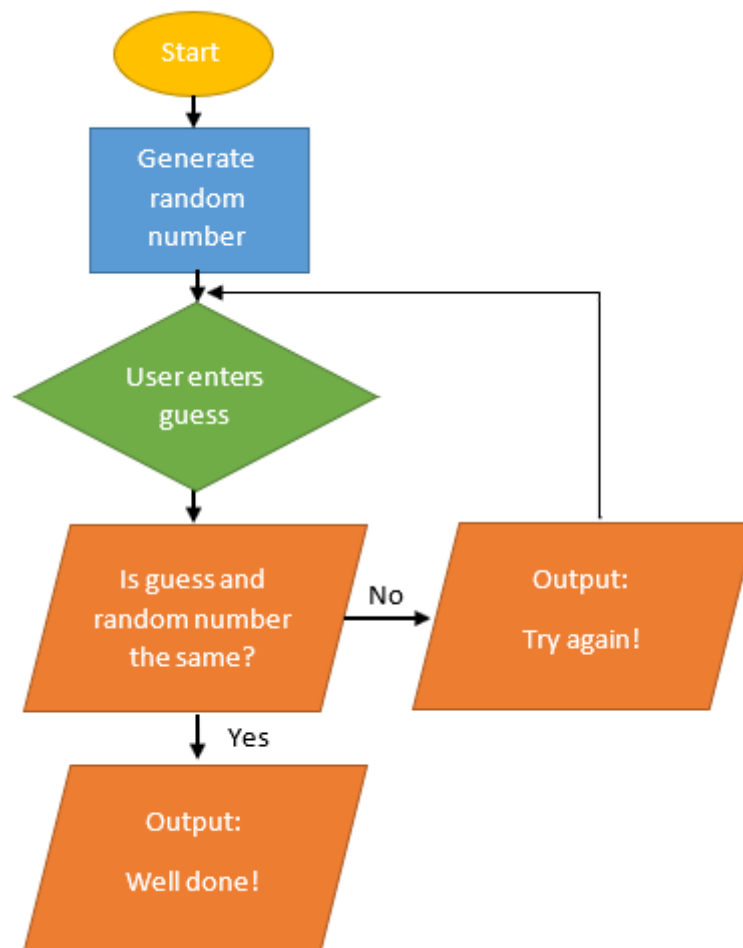 Start
Generate
random
number
User enters
guess
Is guess and
random number
the same?
No
Output:
Try again!
Yes
Output:
Well done!